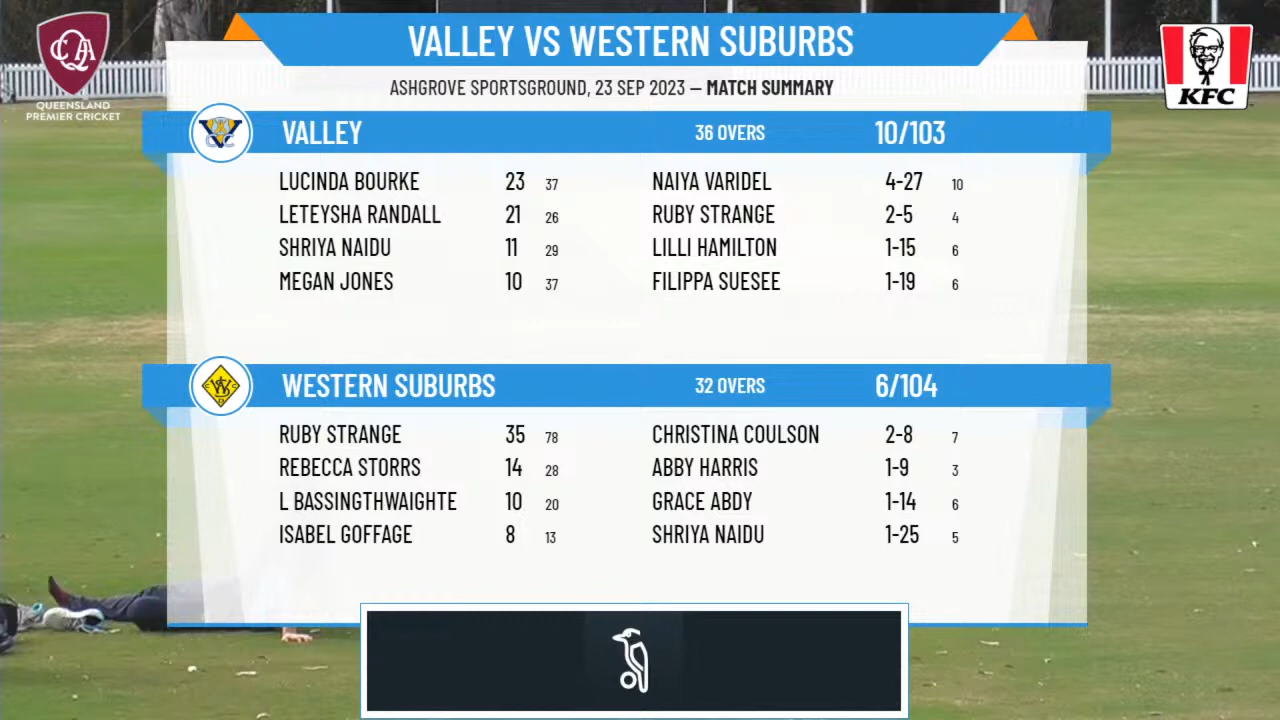 VALLEY VS WESTERN SUBURBS
ASHGROVE SPORTSGROUND, 23 SEP 2023 – MATCH SUMMARY
QUEENSLAND
PREMIER CRICKET
KFC
VALLEY 36 OVERS 10/103
LUCINDA BOURKE 23 37 NAIYA VARIDEL 4-27 10
LETEYSHA RANDALL 21 26 RUBY STRANGE 2-5 4
SHRIYA NAIDU 11 29 LILLI HAMILTON 1-15 6
MEGAN JONES 10 37 FILIPPA SUESEE 1-19 6
WESTERN SUBURBS 32 OVERS 6/104
RUBY STRANGE 35 78 CHRISTINA COULSON 2-8 7
REBECCA STORRS 14 28 ABBY HARRIS 1-9 3
L BASSINGTHWAIGHTE 10 20 GRACE ABDY 1-14 6
ISABEL GOFFAGE 8 13 SHRIYA NAIDU 1-25 5